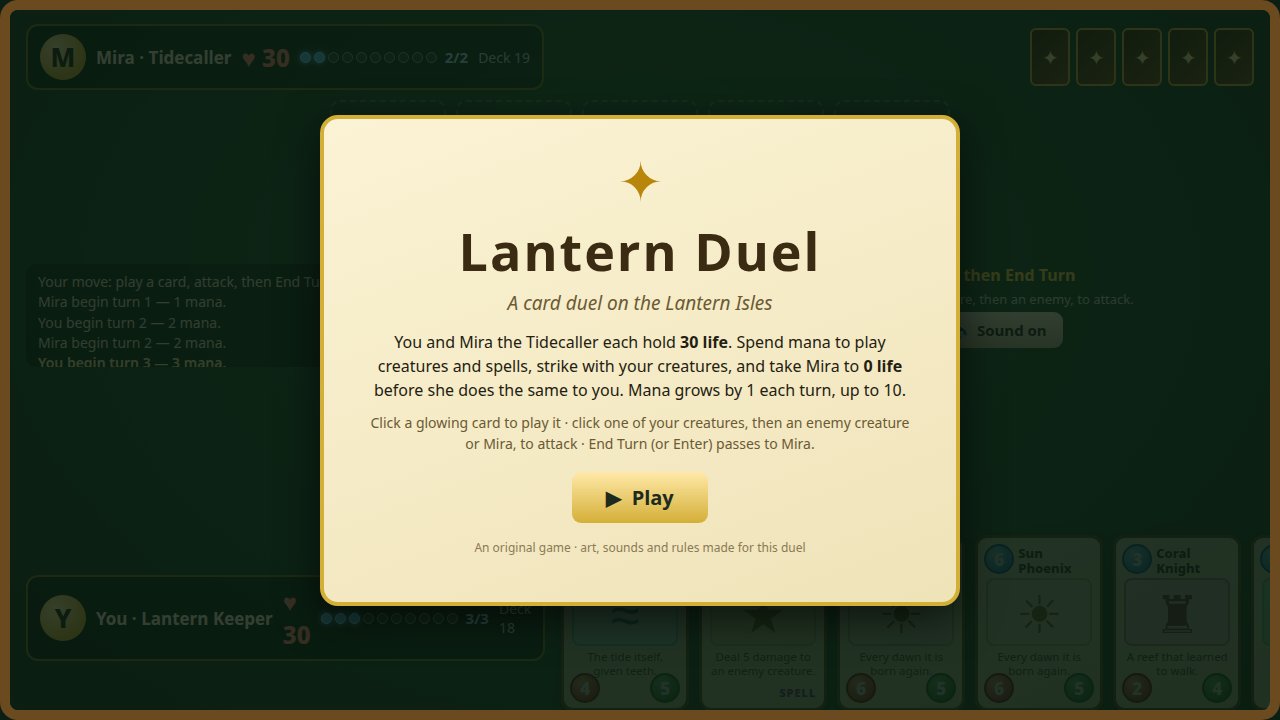 M Mira · Tidecaller ♥ 30 2/2 Deck 19
Lantern Duel
A card duel on the Lantern Isles
You and Mira the Tidecaller each hold 30 life. Spend mana to play
creatures and spells, strike with your creatures, and take Mira to 0 life
before she does the same to you. Mana grows by 1 each turn, up to 10.
Click a glowing card to play it · click one of your creatures, then an enemy creature
or Mira, to attack · End Turn (or Enter) passes to Mira.
▶ Play
An original game · art, sounds and rules made for this duel
Your move: play a card, attack, then End Tu
Mira begin turn 1 — 1 mana.
You begin turn 2 — 2 mana.
Mira begin turn 2 — 2 mana.
You begin turn 3 — 3 mana.
then End Turn
re, then an enemy, to attack.
Sound on
Y You · Lantern Keeper ♥ 30 3/3 Deck 18
The tide itself,
given teeth.
4 5
Deal 5 damage to
an enemy creature.
SPELL
Every dawn it is
born again.
6 5
6 Sun
Phoenix
Every dawn it is
born again.
6 5
3 Coral
Knight
A reef that learned
to walk.
2 4